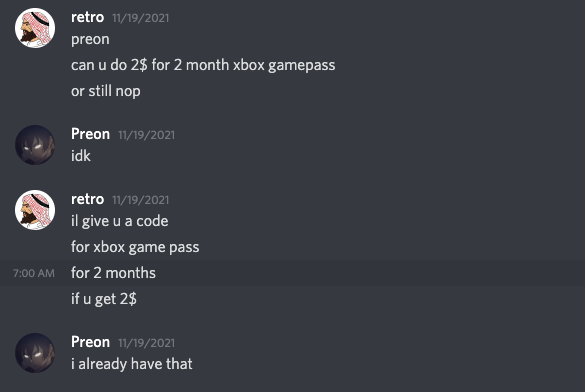 retro 11/19/2021
preon
can u do 2$ for 2 month xbox gamepass
or still nop
Preon 11/19/2021
idk
retro 11/19/2021
il give u a code
for xbox game pass
7:00 AM for 2 months
if u get 2$
Preon 11/19/2021
i already have that